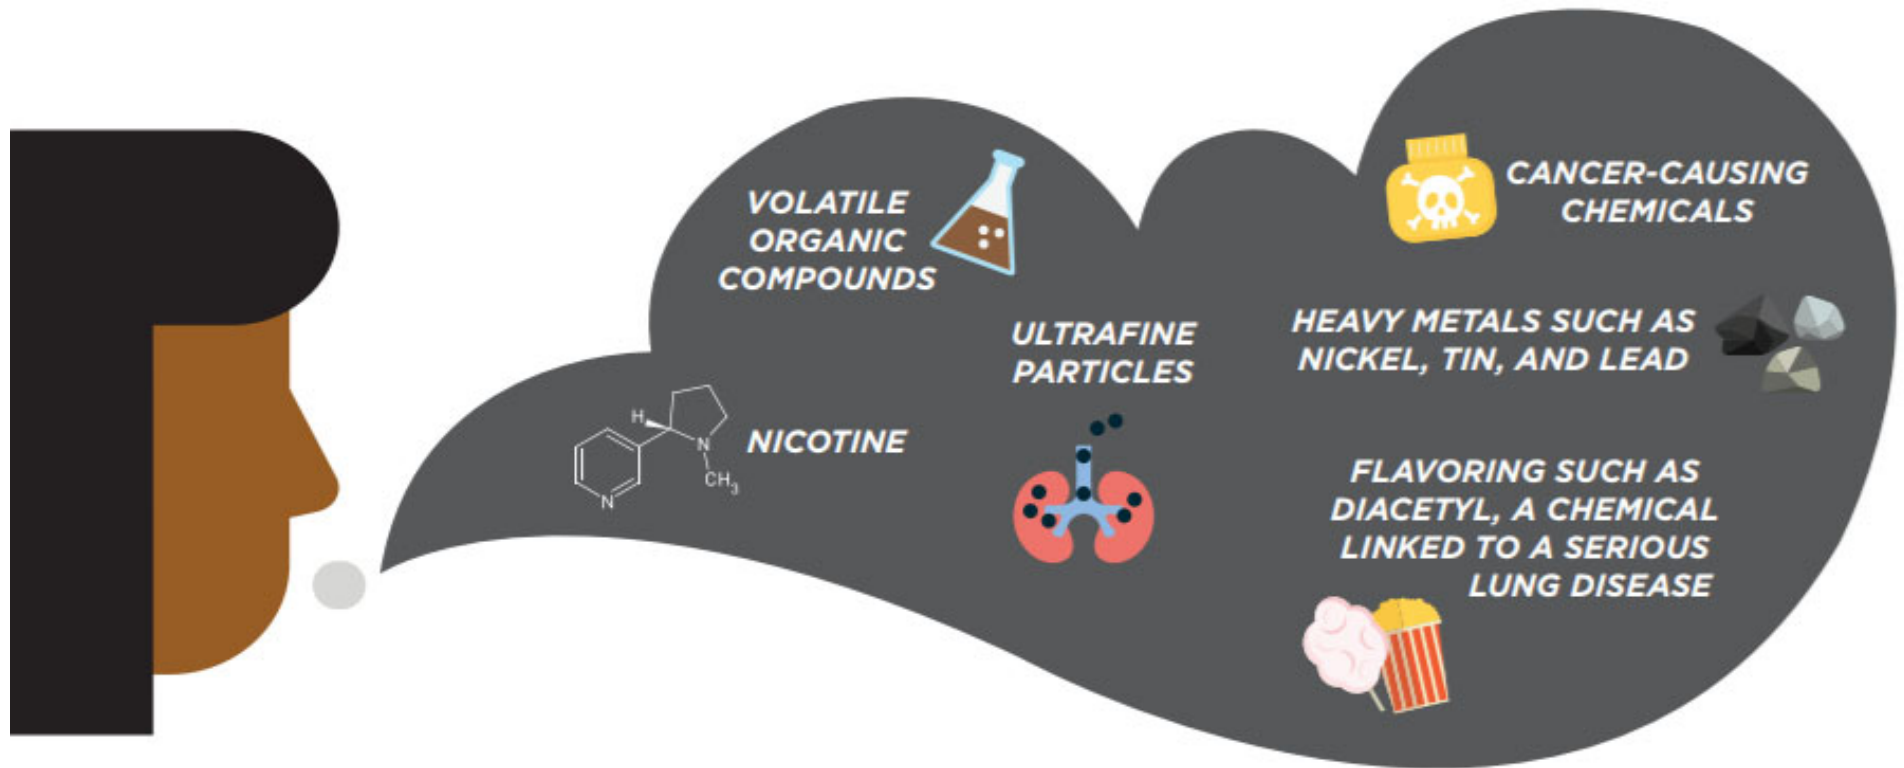 VOLATILE
ORGANIC
COMPOUNDS
CANCER-CAUSING
CHEMICALS
ULTRAFINE
PARTICLES
HEAVY METALS SUCH AS
NICKEL, TIN, AND LEAD
H
N
CH₃
N
NICOTINE
FLAVORING SUCH AS
DIACETYL, A CHEMICAL
LINKED TO A SERIOUS
LUNG DISEASE